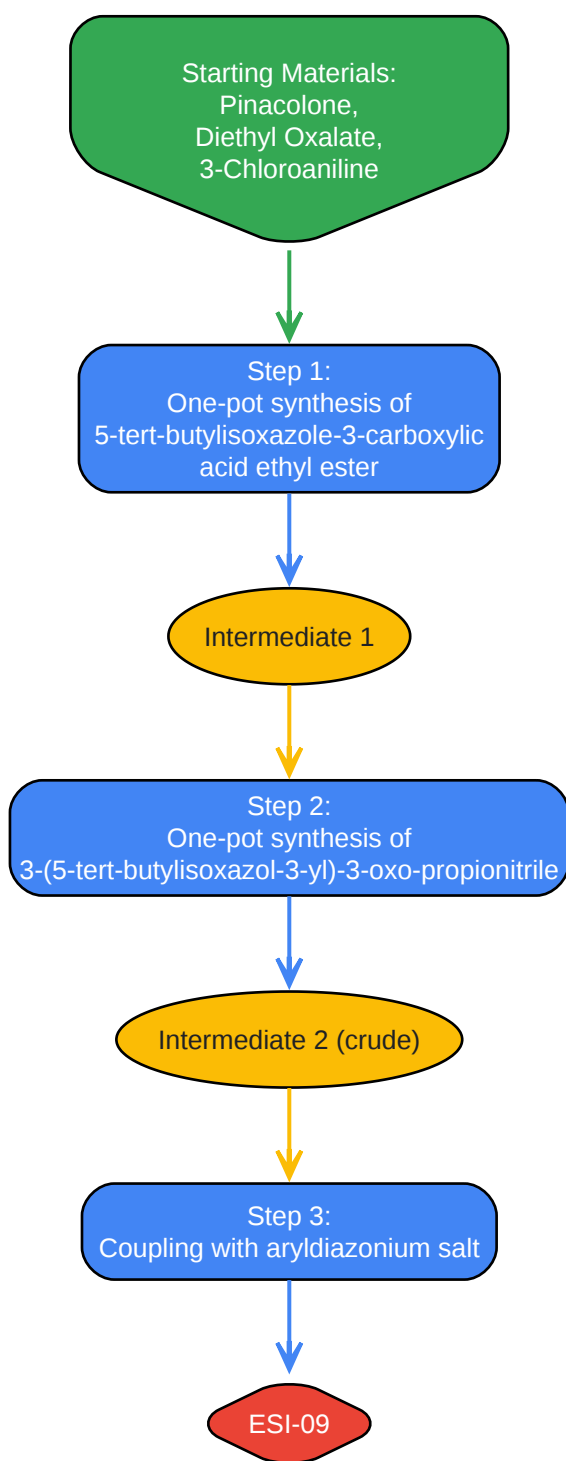 Starting Materials:
Pinacolone,
Diethyl Oxalate,
3-Chloroaniline
Step 1:
One-pot synthesis of
5-tert-butylisoxazole-3-carboxylic
acid ethyl ester
Intermediate 1
Step 2:
One-pot synthesis of
3-(5-tert-butylisoxazol-3-yl)-3-oxo-propionitrile
Intermediate 2 (crude)
Step 3:
Coupling with aryldiazonium salt
ESI-09